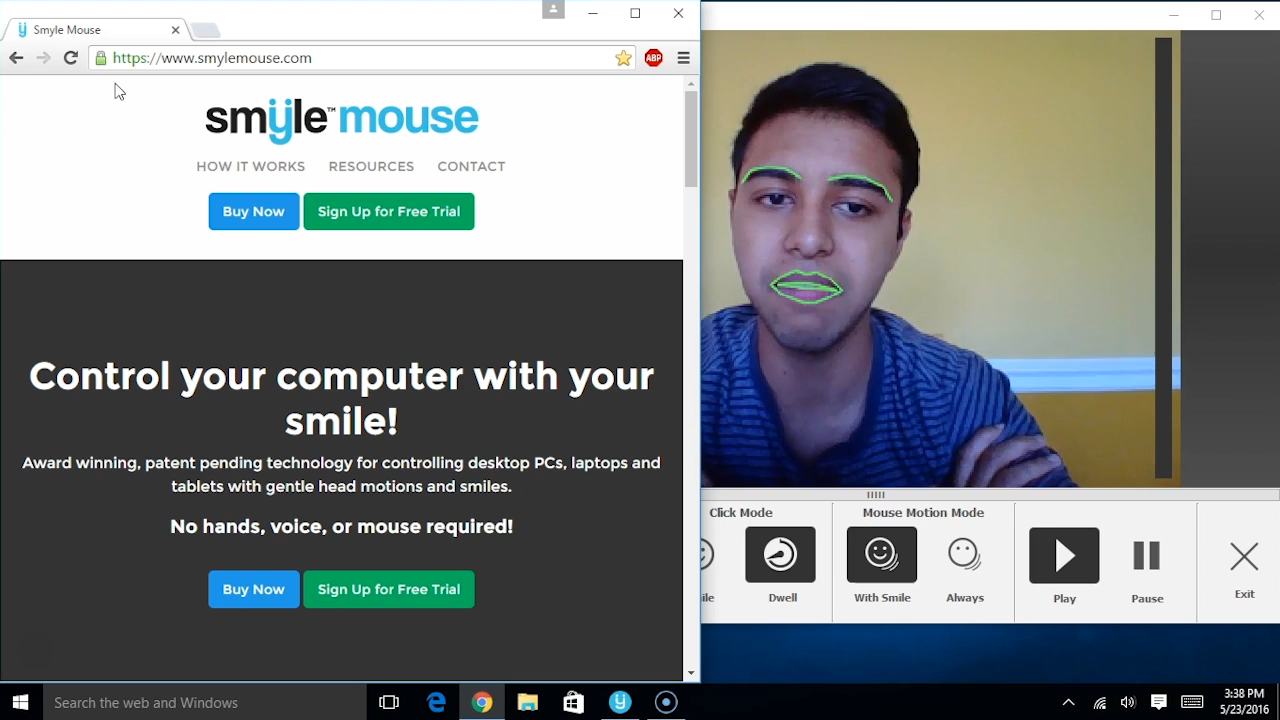 Smyle Mouse
https://www.smylemouse.com
ABP
smyle™mouse
HOW IT WORKS RESOURCES CONTACT
Buy Now Sign Up for Free Trial
Control your computer with your
smile!
Award winning, patent pending technology for controlling desktop PCs, laptops and
tablets with gentle head motions and smiles.
No hands, voice, or mouse required!
Buy Now Sign Up for Free Trial
Click Mode Mouse Motion Mode
ile Dwell With Smile Always Play Pause Exit
Search the web and Windows
3:38 PM
5/23/2016